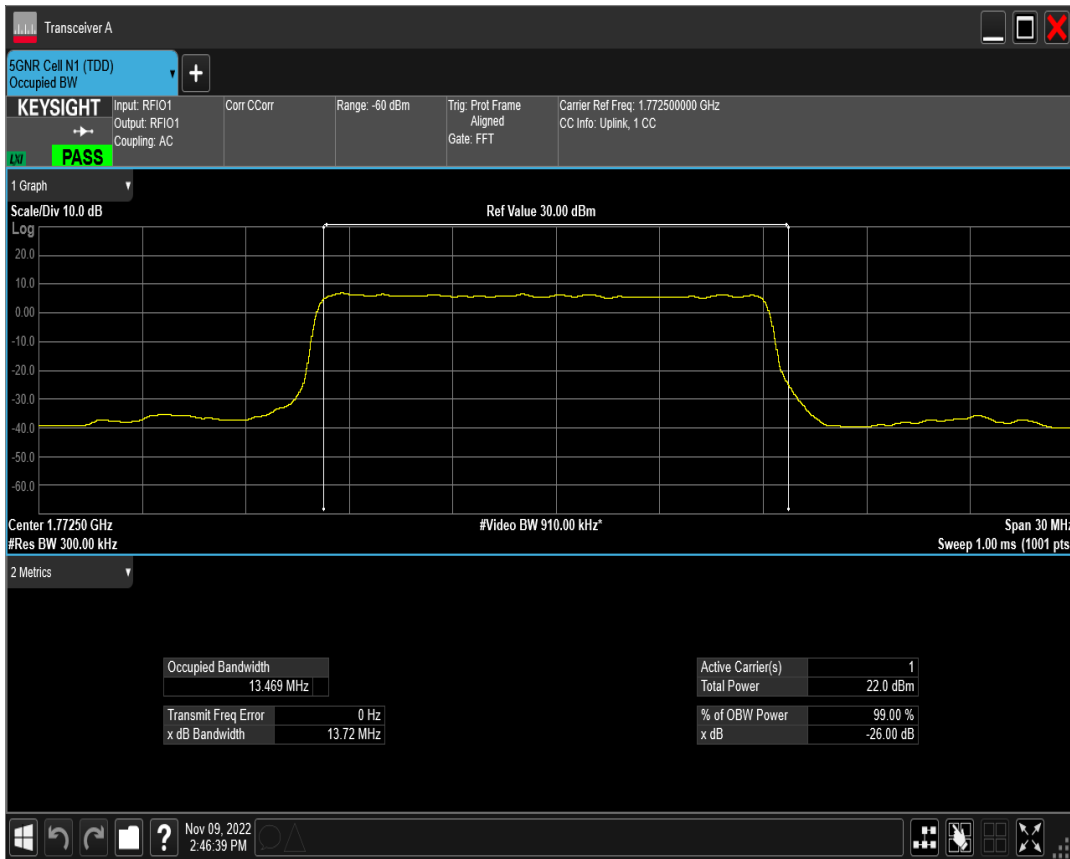 Transceiver A
5GNR Cell N1 (TDD)
Occupied BW
+
KEYSIGHT
LXI
PASS
Input: RFIO1
Output: RFIO1
Coupling: AC
Corr CCorr
Range: -60 dBm
Trig: Prot Frame
Aligned
Gate: FFT
Carrier Ref Freq: 1.772500000 GHz
CC Info: Uplink, 1 CC
1 Graph
Scale/Div 10.0 dB
Ref Value 30.00 dBm
Log
20.0
10.0
0.00
-10.0
-20.0
-30.0
-40.0
-50.0
-60.0
Center 1.77250 GHz
#Video BW 910.00 kHz*
Span 30 MHz
#Res BW 300.00 kHz
Sweep 1.00 ms (1001 pts
2 Metrics
Occupied Bandwidth
13.469 MHz
Transmit Freq Error 0 Hz
x dB Bandwidth 13.72 MHz
Active Carrier(s) 1
Total Power 22.0 dBm
% of OBW Power 99.00 %
x dB -26.00 dB
?
Nov 09, 2022
2:46:39 PM